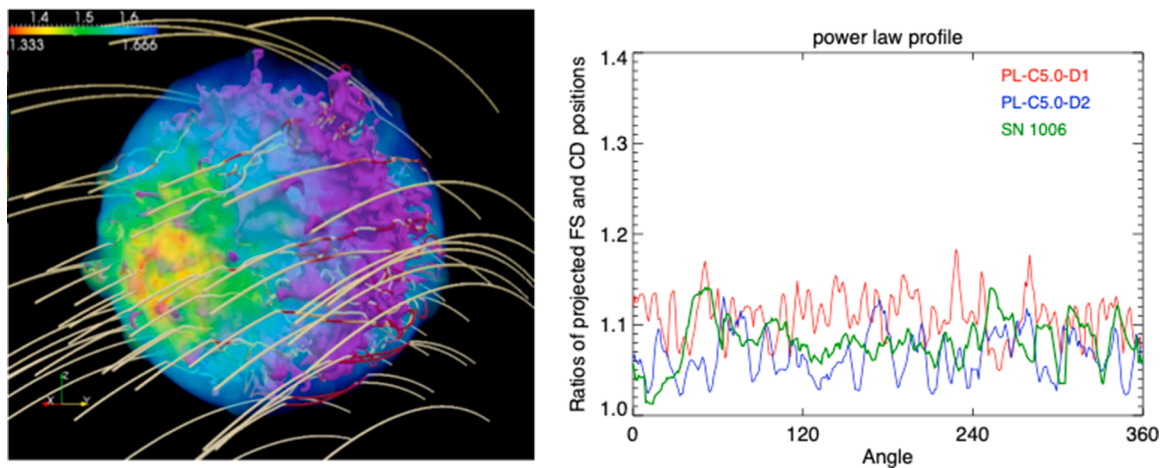 1.4 1.5 1.6
1.333 1.666
Z
X Y
power law profile
Ratios of projected FS and CD positions
1.4
1.3
1.2
1.1
1.0
PL-C5.0-D1
PL-C5.0-D2
SN 1006
0 120 240 360
Angle